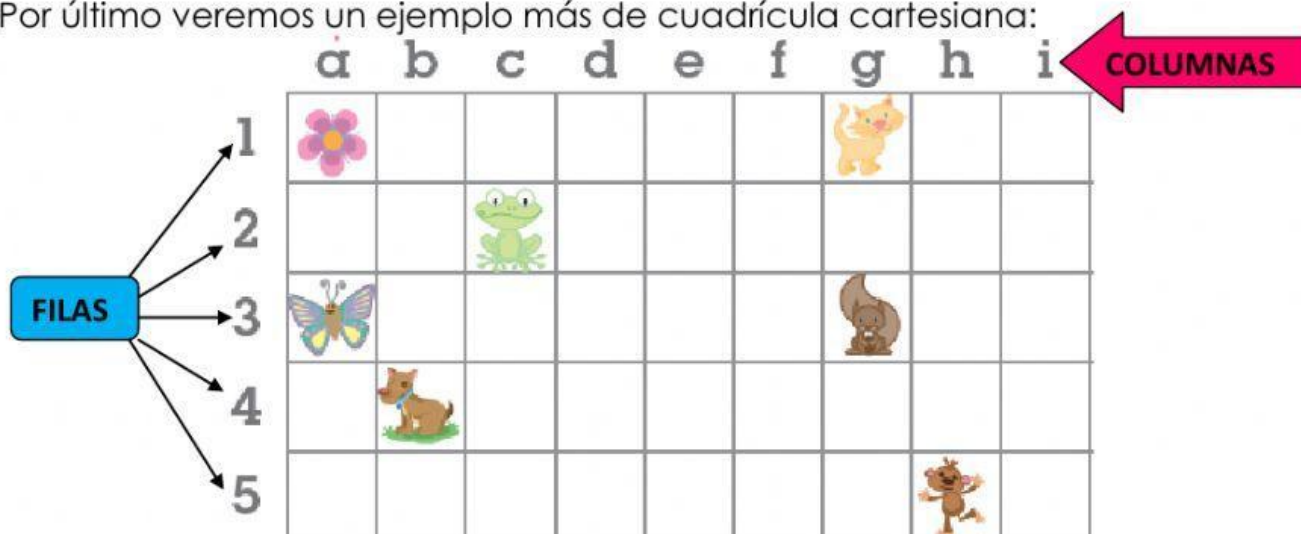 Por último veremos un ejemplo más de cuadrícula cartesiana:
a b c d e f g h i COLUMNAS
1
2
FILAS 3
4
5